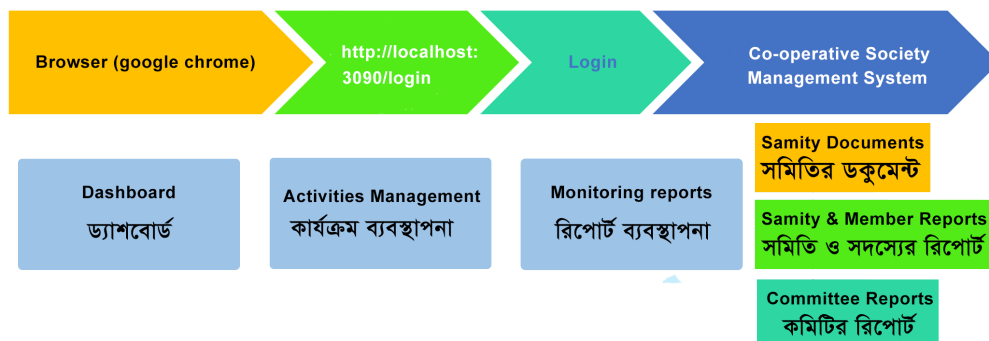 Browser (google chrome)
http://localhost:
3090/login
Login
Co-operative Society
Management System
Dashboard
ড্যাশবোর্ড
Activities Management
কার্যক্রম ব্যবস্থাপনা
Monitoring reports
রিপোর্ট ব্যবস্থাপনা
Samity Documents
সমিতির ডকুমেন্ট
Samity & Member Reports
সমিতি ও সদস্যের রিপোর্ট
Committee Reports
কমিটির রিপোর্ট